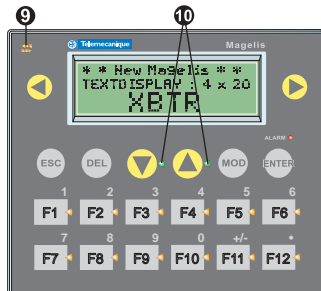 9
10
Telemecanique Magelis
* * New Magelis * *
TEXTDISPLAY : 4 x 20
XBTR
ALARM
ESC DEL MOD ENTER
1 2 3 4 5 6
F1 F2 F3 F4 F5 F6
7 8 9 0 +/- •
F7 F8 F9 F10 F11 F12